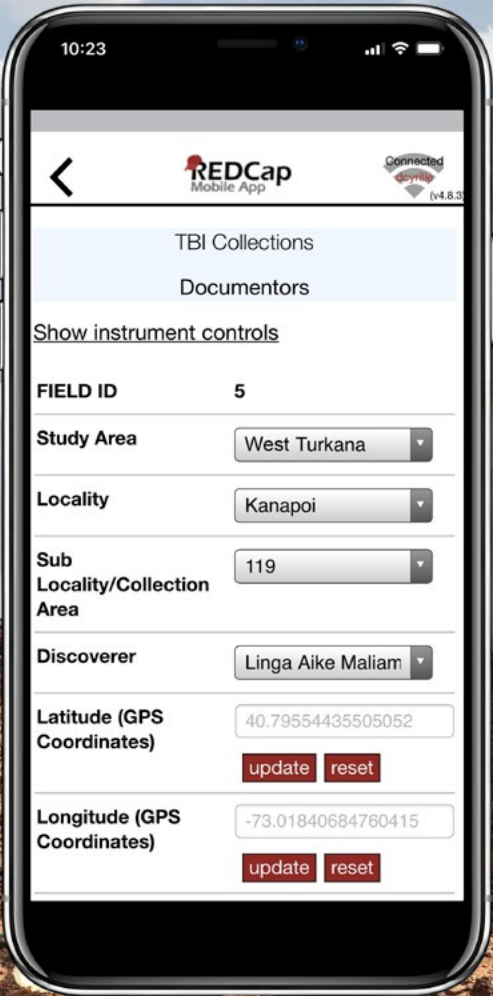 10:23
REDCap
Mobile App
Connected
dcyrille
(v4.8.3)
TBI Collections
Documentors
Show instrument controls
FIELD ID 5
Study Area West Turkana
Locality Kanapoi
Sub
Locality/Collection
Area
119
Discoverer Linga Aike Maliam
Latitude (GPS
Coordinates)
40.79554435505052
update reset
Longitude (GPS
Coordinates)
-73.01840684760415
update reset